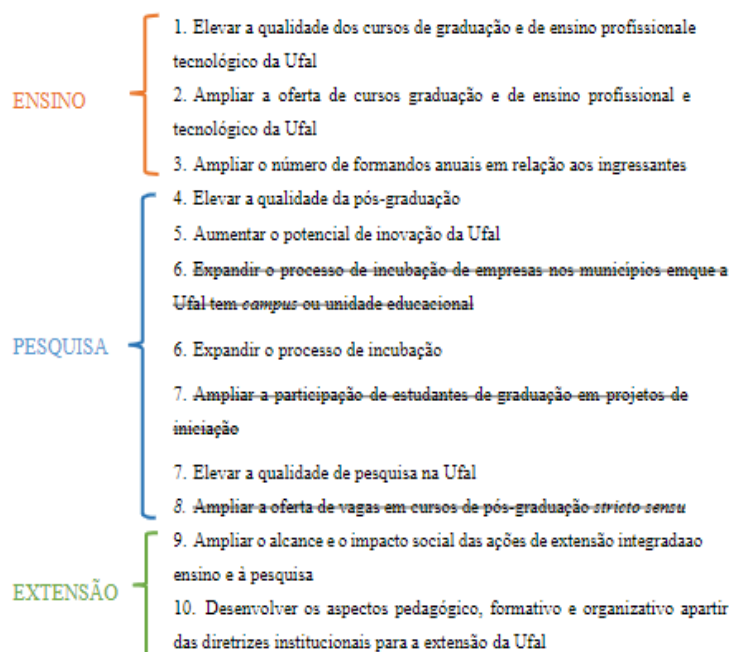 ENSINO
1. Elevar a qualidade dos cursos de graduação e de ensino profissionale
tecnológico da Ufal
2. Ampliar a oferta de cursos graduação e de ensino profissional e
tecnológico da Ufal
3. Ampliar o número de formandos anuais em relação aos ingressantes
PESQUISA
4. Elevar a qualidade da pós-graduação
5. Aumentar o potencial de inovação da Ufal
6. Expandir o processo de incubação de empresas nos municípios emque a
Ufal tem campus ou unidade educacional
6. Expandir o processo de incubação
7. Ampliar a participação de estudantes de graduação em projetos de
iniciação
7. Elevar a qualidade de pesquisa na Ufal
8. Ampliar a oferta de vagas em cursos de pós-graduação stricto sensu
EXTENSÃO
9. Ampliar o alcance e o impacto social das ações de extensão integradaao
ensino e à pesquisa
10. Desenvolver os aspectos pedagógico, formativo e organizativo apartir
das diretrizes institucionais para a extensão da Ufal